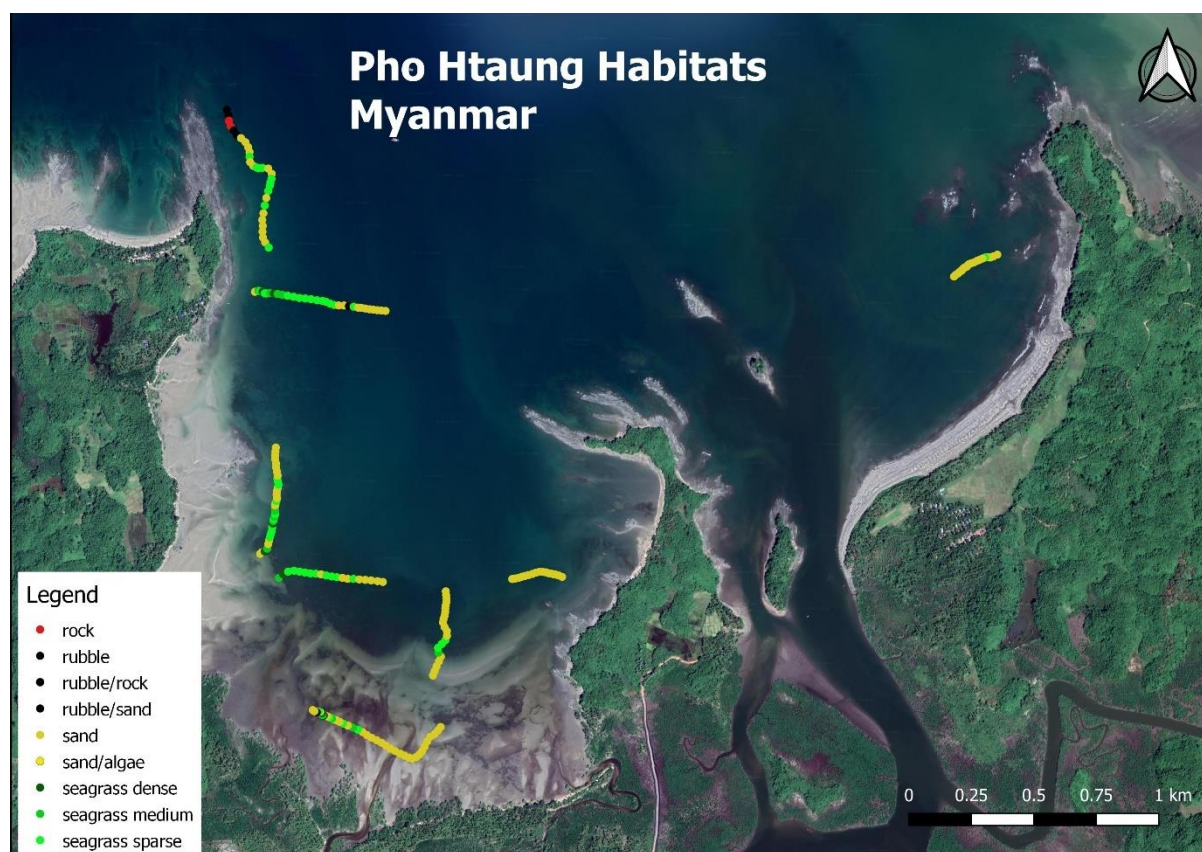 Pho Htaung Habitats
Myanmar
Legend
rock
rubble
rubble/rock
rubble/sand
sand
sand/algae
seagrass dense
seagrass medium
seagrass sparse
0 0.25 0.50 0.75 1 km